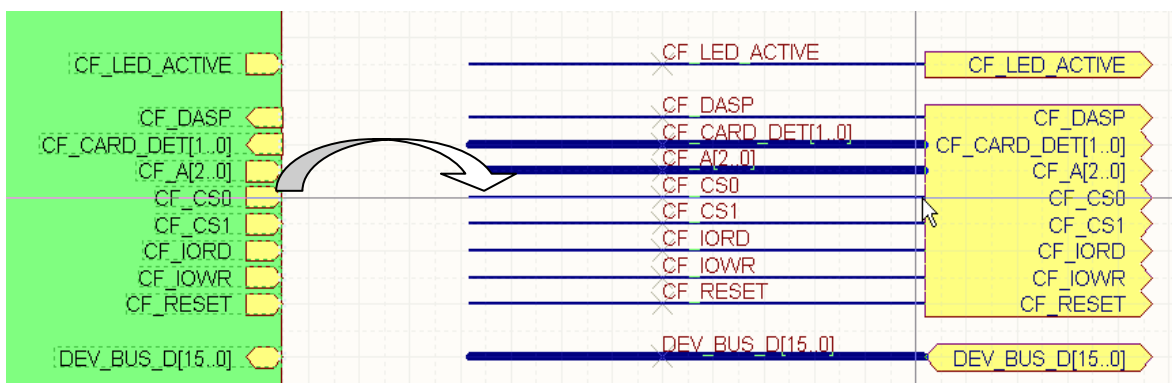 CF_LED_ACTIVE CF_LED_ACTIVE CF_LED_ACTIVE
CF_DASP CF_DASP CF_DASP
CF_CARD_DET[1..0] CF_CARD_DET[1..0] CF_CARD_DET[1..0]
CF_A[2..0] CF_A[2..0] CF_A[2..0]
CF_CS0 CF_CS0 CF_CS0
CF_CS1 CF_CS1 CF_CS1
CF_IORD CF_IORD CF_IORD
CF_IOWR CF_IOWR CF_IOWR
CF_RESET CF_RESET CF_RESET
DEV_BUS_D[15..0] DEV_BUS_D[15..0] DEV_BUS_D[15..0]